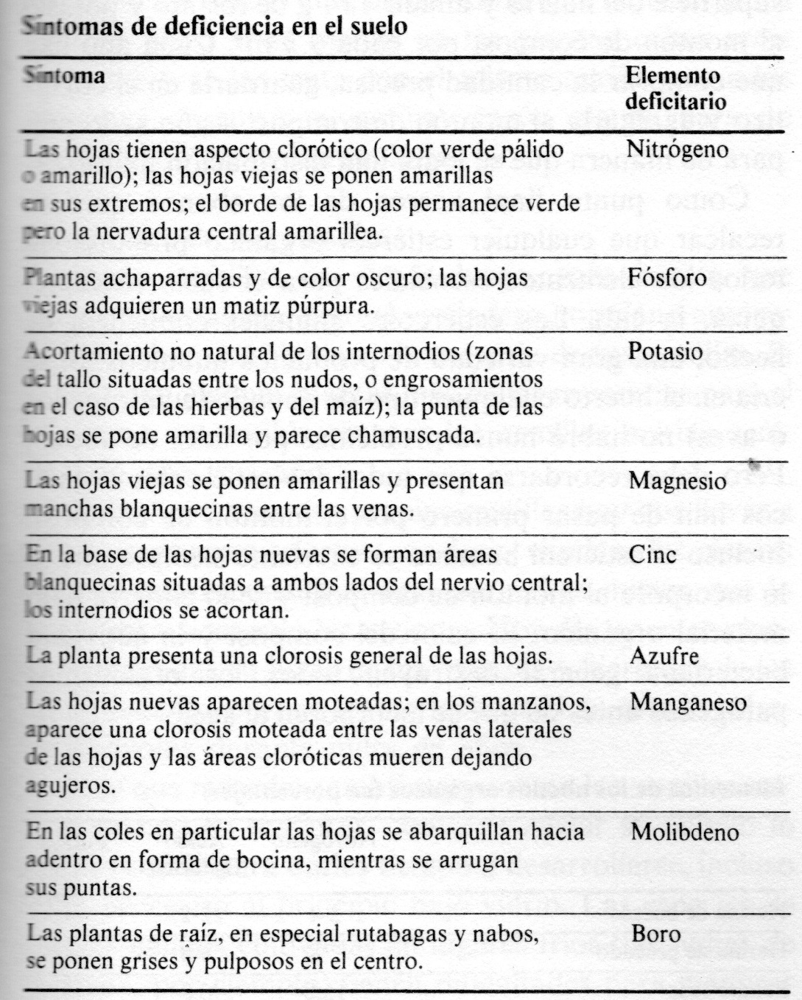 Síntomas de deficiencia en el suelo
Síntoma
Elemento
deficitario
Las hojas tienen aspecto clorótico (color verde pálido
o amarillo); las hojas viejas se ponen amarillas
en sus extremos; el borde de las hojas permanece verde
pero la nervadura central amarillea.
Nitrógeno
Plantas achaparradas y de color oscuro; las hojas
viejas adquieren un matiz púrpura.
Fósforo
Acortamiento no natural de los internodios (zonas
del tallo situadas entre los nudos, o engrosamientos
en el caso de las hierbas y del maíz); la punta de las
hojas se pone amarilla y parece chamuscada.
Potasio
Las hojas viejas se ponen amarillas y presentan
manchas blanquecinas entre las venas.
Magnesio
En la base de las hojas nuevas se forman áreas
blanquecinas situadas a ambos lados del nervio central;
los internodios se acortan.
Cinc
La planta presenta una clorosis general de las hojas.
Azufre
Las hojas nuevas aparecen moteadas; en los manzanos,
aparece una clorosis moteada entre las venas laterales
de las hojas y las áreas cloróticas mueren dejando
agujeros.
Manganeso
En las coles en particular las hojas se abarquillan hacia
adentro en forma de bocina, mientras se arrugan
sus puntas.
Molibdeno
Las plantas de raíz, en especial rutabagas y nabos,
se ponen grises y pulposos en el centro.
Boro